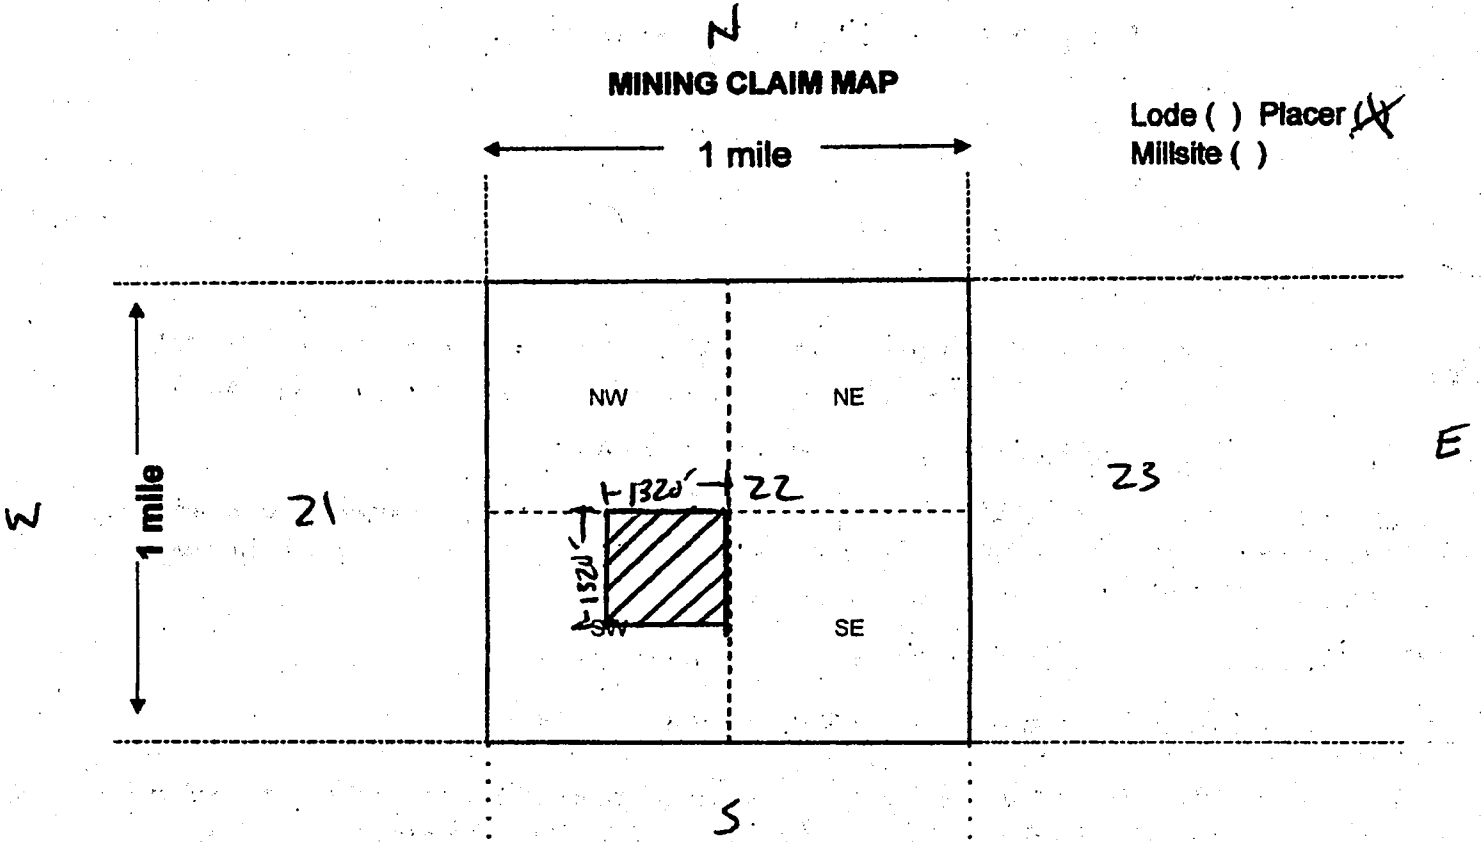 N
MINING CLAIM MAP
Lode ( ) Placer (X)
Millsite ( )
1 mile
NW
NE
1 mile
W
21
1320'
22
23
E
1320'
SW
SE
S